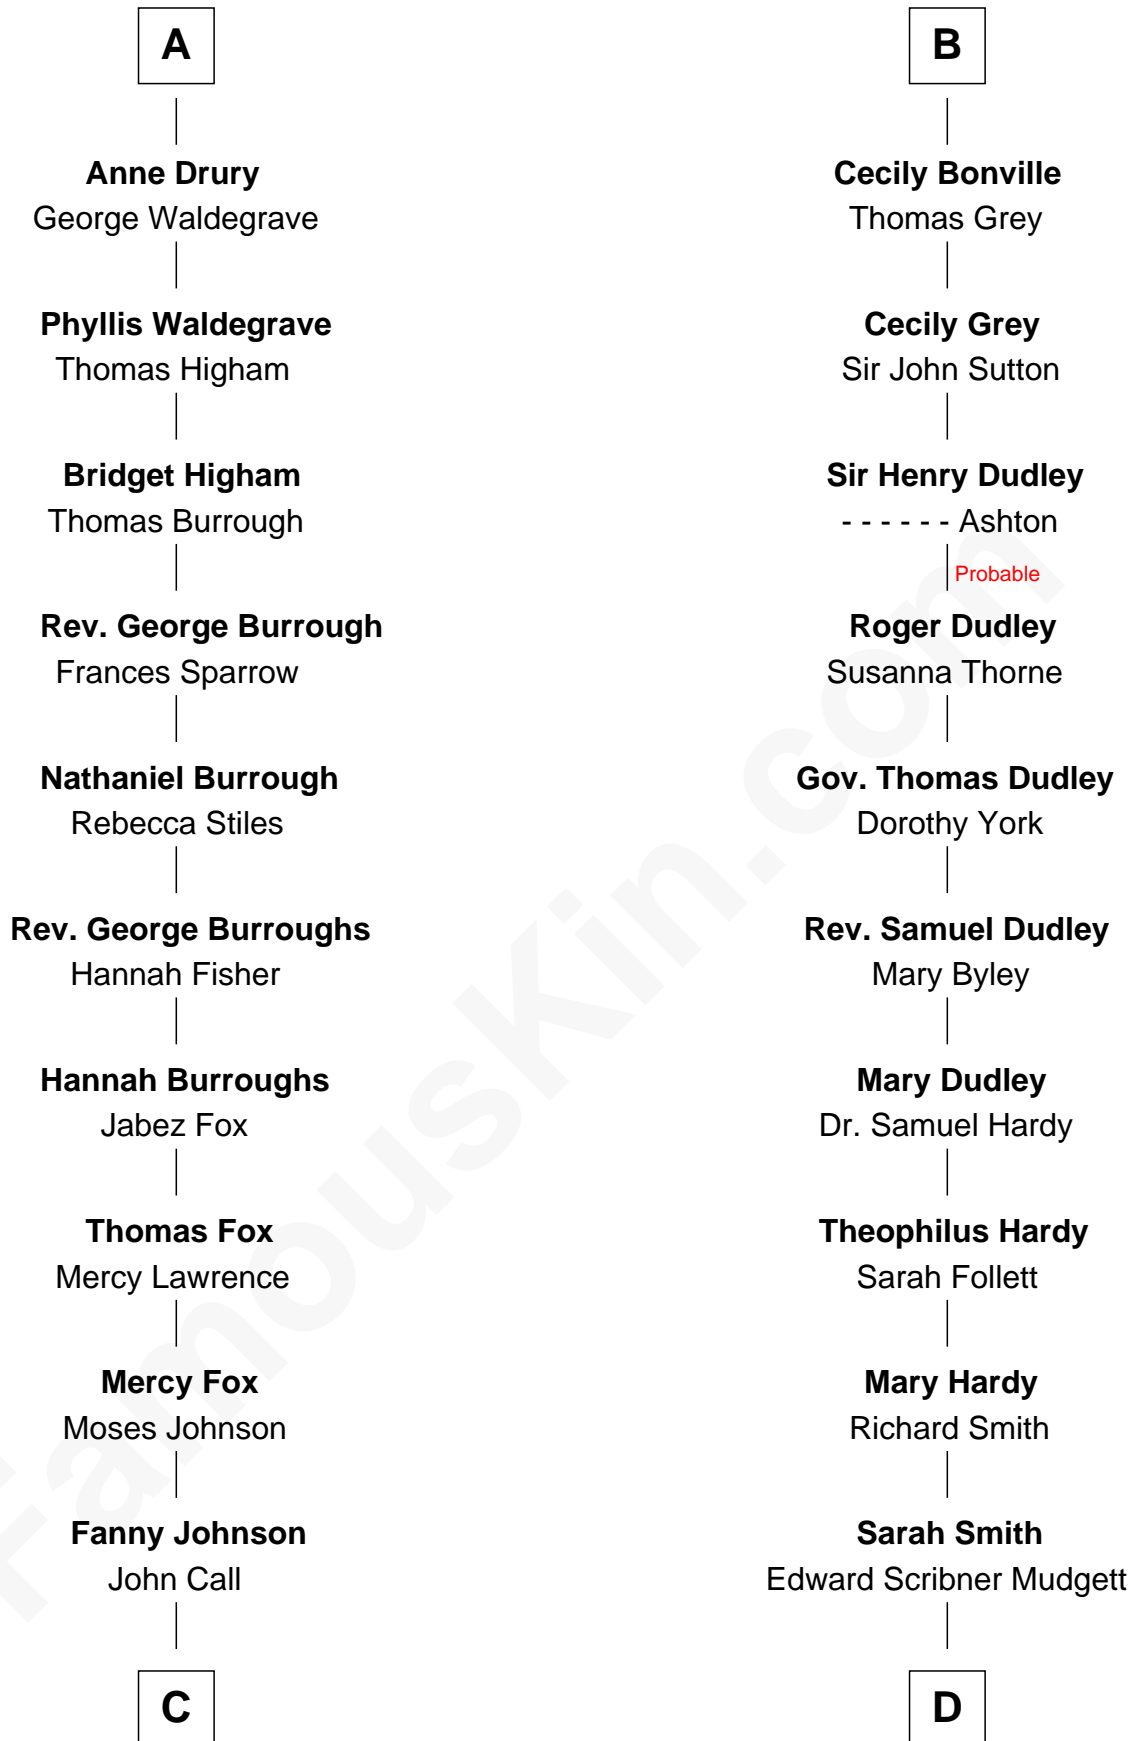 A
Anne Drury
George Waldegrave
Phyllis Waldegrave
Thomas Higham
Bridget Higham
Thomas Burrough
Rev. George Burrough
Frances Sparrow
Nathaniel Burrough
Rebecca Stiles
Rev. George Burroughs
Hannah Fisher
Hannah Burroughs
Jabez Fox
Thomas Fox
Mercy Lawrence
Mercy Fox
Moses Johnson
Fanny Johnson
John Call
C
B
Cecily Bonville
Thomas Grey
Cecily Grey
Sir John Sutton
Sir Henry Dudley
- - - - - - Ashton
Probable
Roger Dudley
Susanna Thorne
Gov. Thomas Dudley
Dorothy York
Rev. Samuel Dudley
Mary Byley
Mary Dudley
Dr. Samuel Hardy
Theophilus Hardy
Sarah Follett
Mary Hardy
Richard Smith
Sarah Smith
Edward Scribner Mudgett
D
FamousKin.com